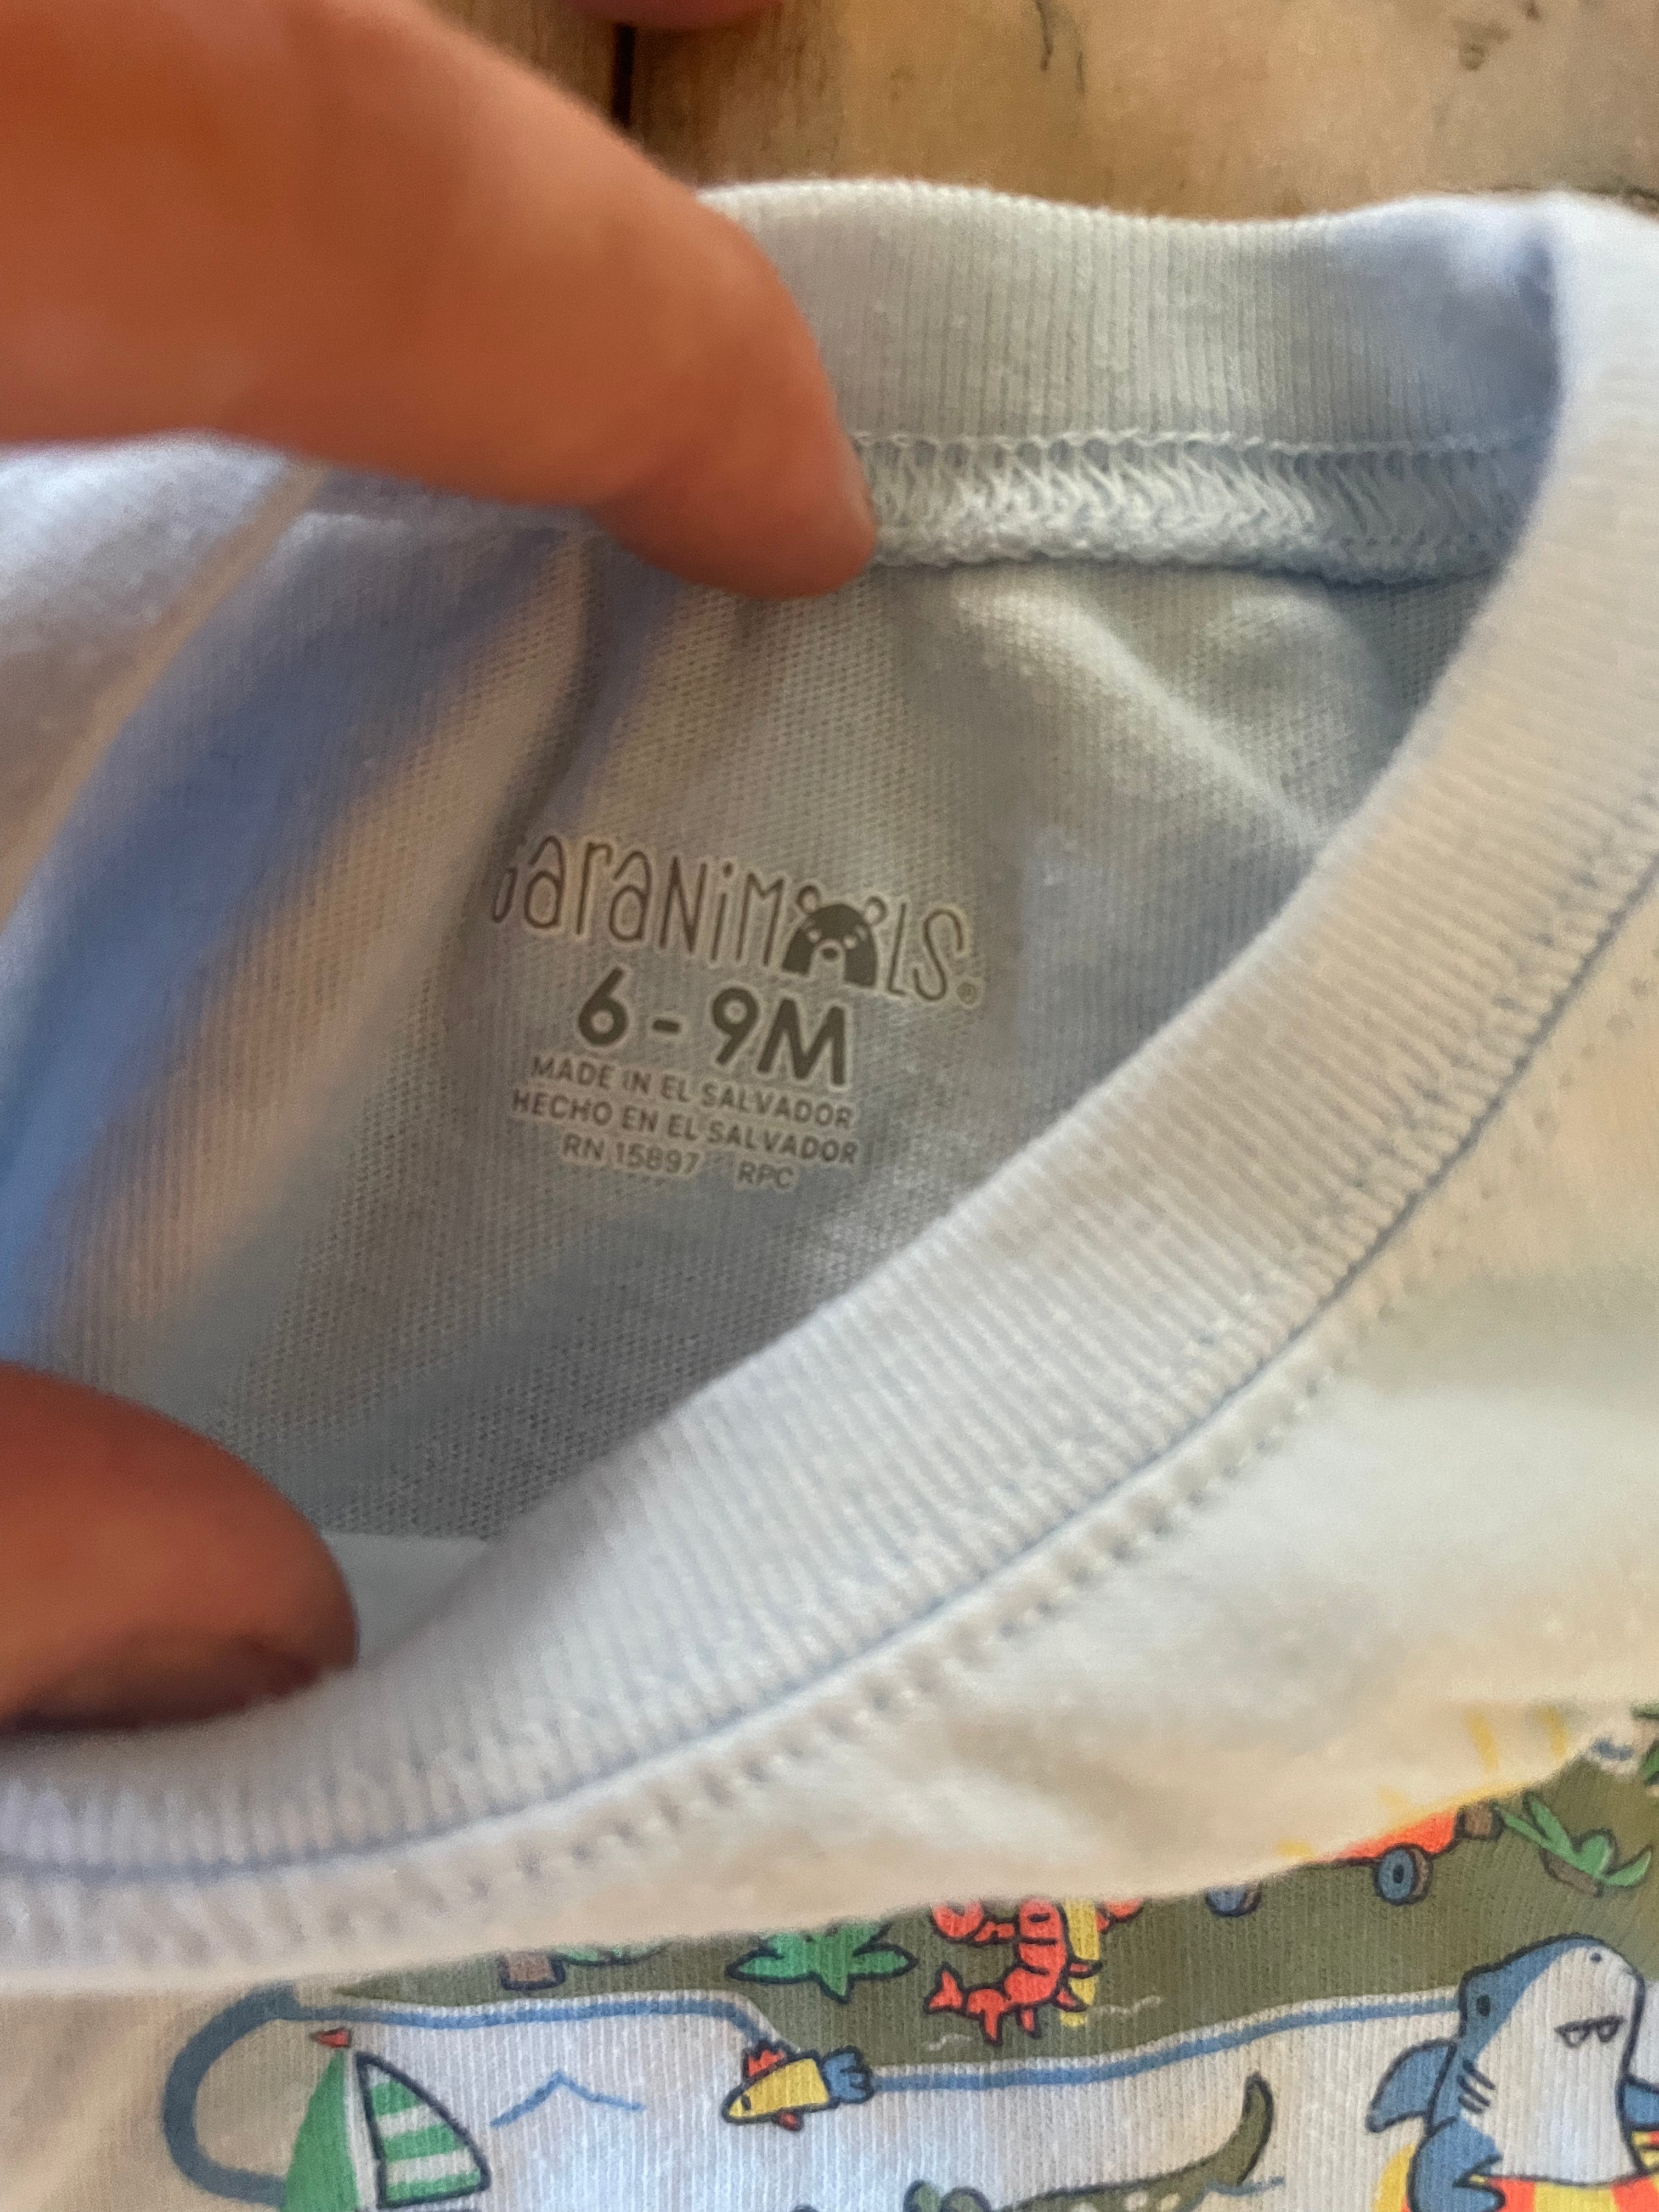 GaraNiMALS®
6-9M
MADE IN EL SALVADOR
HECHO EN EL SALVADOR
RN 15897 RPC